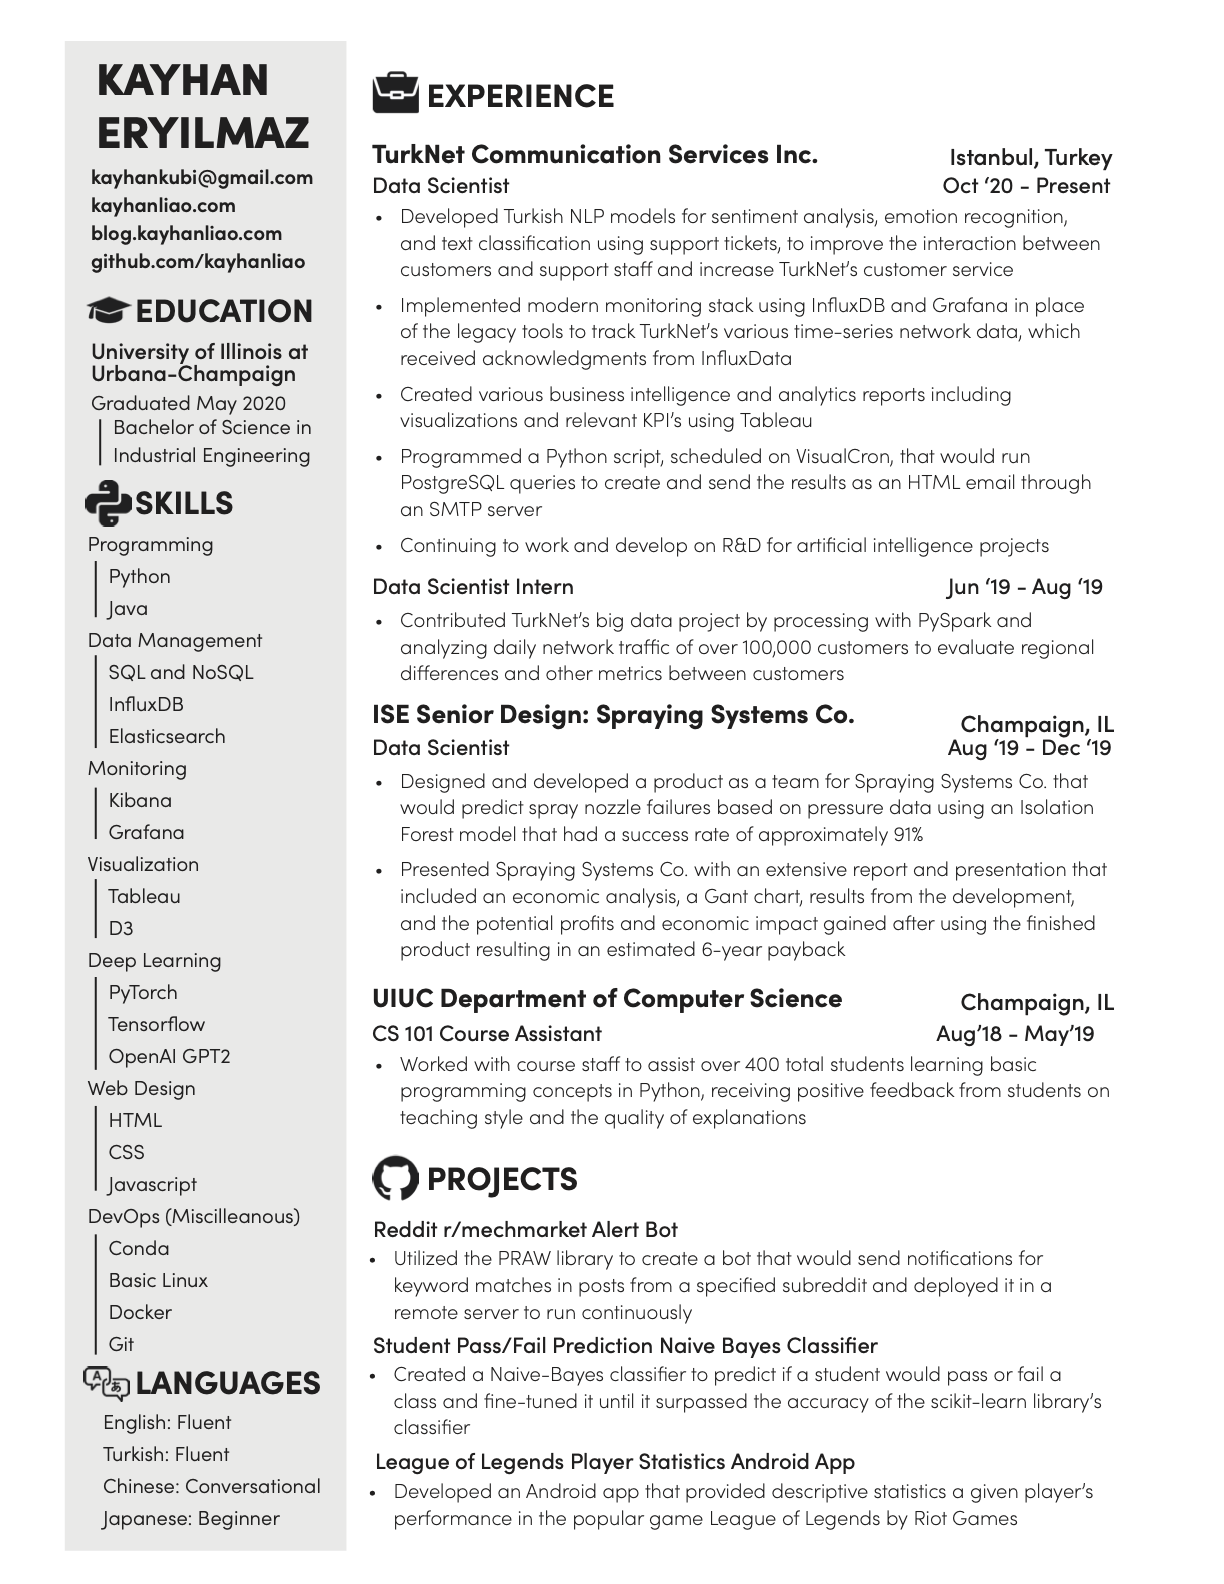 KAYHAN
ERYILMAZ
kayhankubi@gmail.com
kayhanliao.com
blog.kayhanliao.com
github.com/kayhanliao
EDUCATION
University of Illinois at
Urbana-Champaign
Graduated May 2020
Bachelor of Science in
Industrial Engineering
SKILLS
Programming
Python
Java
Data Management
SQL and NoSQL
InfluxDB
Elasticsearch
Monitoring
Kibana
Grafana
Visualization
Tableau
D3
Deep Learning
PyTorch
Tensorflow
OpenAI GPT2
Web Design
HTML
CSS
Javascript
DevOps (Miscilleanous)
Conda
Basic Linux
Docker
Git
LANGUAGES
English: Fluent
Turkish: Fluent
Chinese: Conversational
Japanese: Beginner
EXPERIENCE
TurkNet Communication Services Inc. Istanbul, Turkey
Data Scientist Oct ‘20 - Present
• Developed Turkish NLP models for sentiment analysis, emotion recognition,
and text classification using support tickets, to improve the interaction between
customers and support staff and increase TurkNet’s customer service
• Implemented modern monitoring stack using InfluxDB and Grafana in place
of the legacy tools to track TurkNet’s various time-series network data, which
received acknowledgments from InfluxData
• Created various business intelligence and analytics reports including
visualizations and relevant KPI’s using Tableau
• Programmed a Python script, scheduled on VisualCron, that would run
PostgreSQL queries to create and send the results as an HTML email through
an SMTP server
• Continuing to work and develop on R&D for artificial intelligence projects
Data Scientist Intern Jun ‘19 - Aug ‘19
• Contributed TurkNet’s big data project by processing with PySpark and
analyzing daily network traffic of over 100,000 customers to evaluate regional
differences and other metrics between customers
ISE Senior Design: Spraying Systems Co. Champaign, IL
Data Scientist Aug ‘19 - Dec ‘19
• Designed and developed a product as a team for Spraying Systems Co. that
would predict spray nozzle failures based on pressure data using an Isolation
Forest model that had a success rate of approximately 91%
• Presented Spraying Systems Co. with an extensive report and presentation that
included an economic analysis, a Gant chart, results from the development,
and the potential profits and economic impact gained after using the finished
product resulting in an estimated 6-year payback
UIUC Department of Computer Science Champaign, IL
CS 101 Course Assistant Aug’18 - May’19
• Worked with course staff to assist over 400 total students learning basic
programming concepts in Python, receiving positive feedback from students on
teaching style and the quality of explanations
PROJECTS
Reddit r/mechmarket Alert Bot
• Utilized the PRAW library to create a bot that would send notifications for
keyword matches in posts from a specified subreddit and deployed it in a
remote server to run continuously
Student Pass/Fail Prediction Naive Bayes Classifier
• Created a Naive-Bayes classifier to predict if a student would pass or fail a
class and fine-tuned it until it surpassed the accuracy of the scikit-learn library’s
classifier
League of Legends Player Statistics Android App
• Developed an Android app that provided descriptive statistics a given player’s
performance in the popular game League of Legends by Riot Games